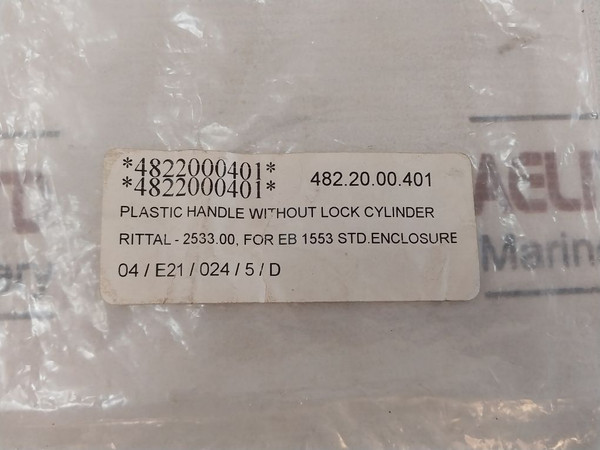 *4822000401*
*4822000401*
482.20.00.401
PLASTIC HANDLE WITHOUT LOCK CYLINDER
RITTAL - 2533.00, FOR EB 1553 STD.ENCLOSURE
04 / E21 / 024 / 5 / D